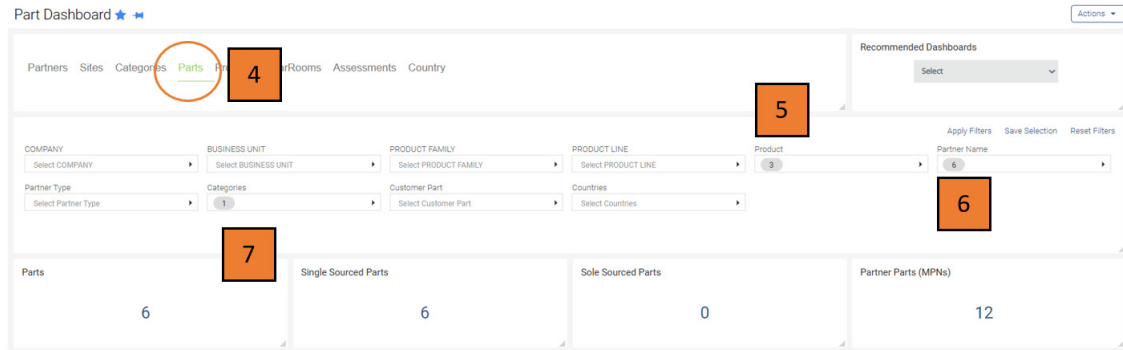 Part Dashboard
Actions
Partners Sites Categories Parts Rooms Assessments Country
4
Recommended Dashboards
Select
5
Apply Filters Save Selection Reset Filters
COMPANY BUSINESS UNIT PRODUCT FAMILY PRODUCT LINE Product Partner Name
Select COMPANY Select BUSINESS UNIT Select PRODUCT FAMILY Select PRODUCT LINE 3 6
Partner Type Categories Customer Part Countries
Select Partner Type 1 Select Customer Part Select Countries
6
7
Parts Single Sourced Parts Sole Sourced Parts Partner Parts (MPNs)
6 6 0 12